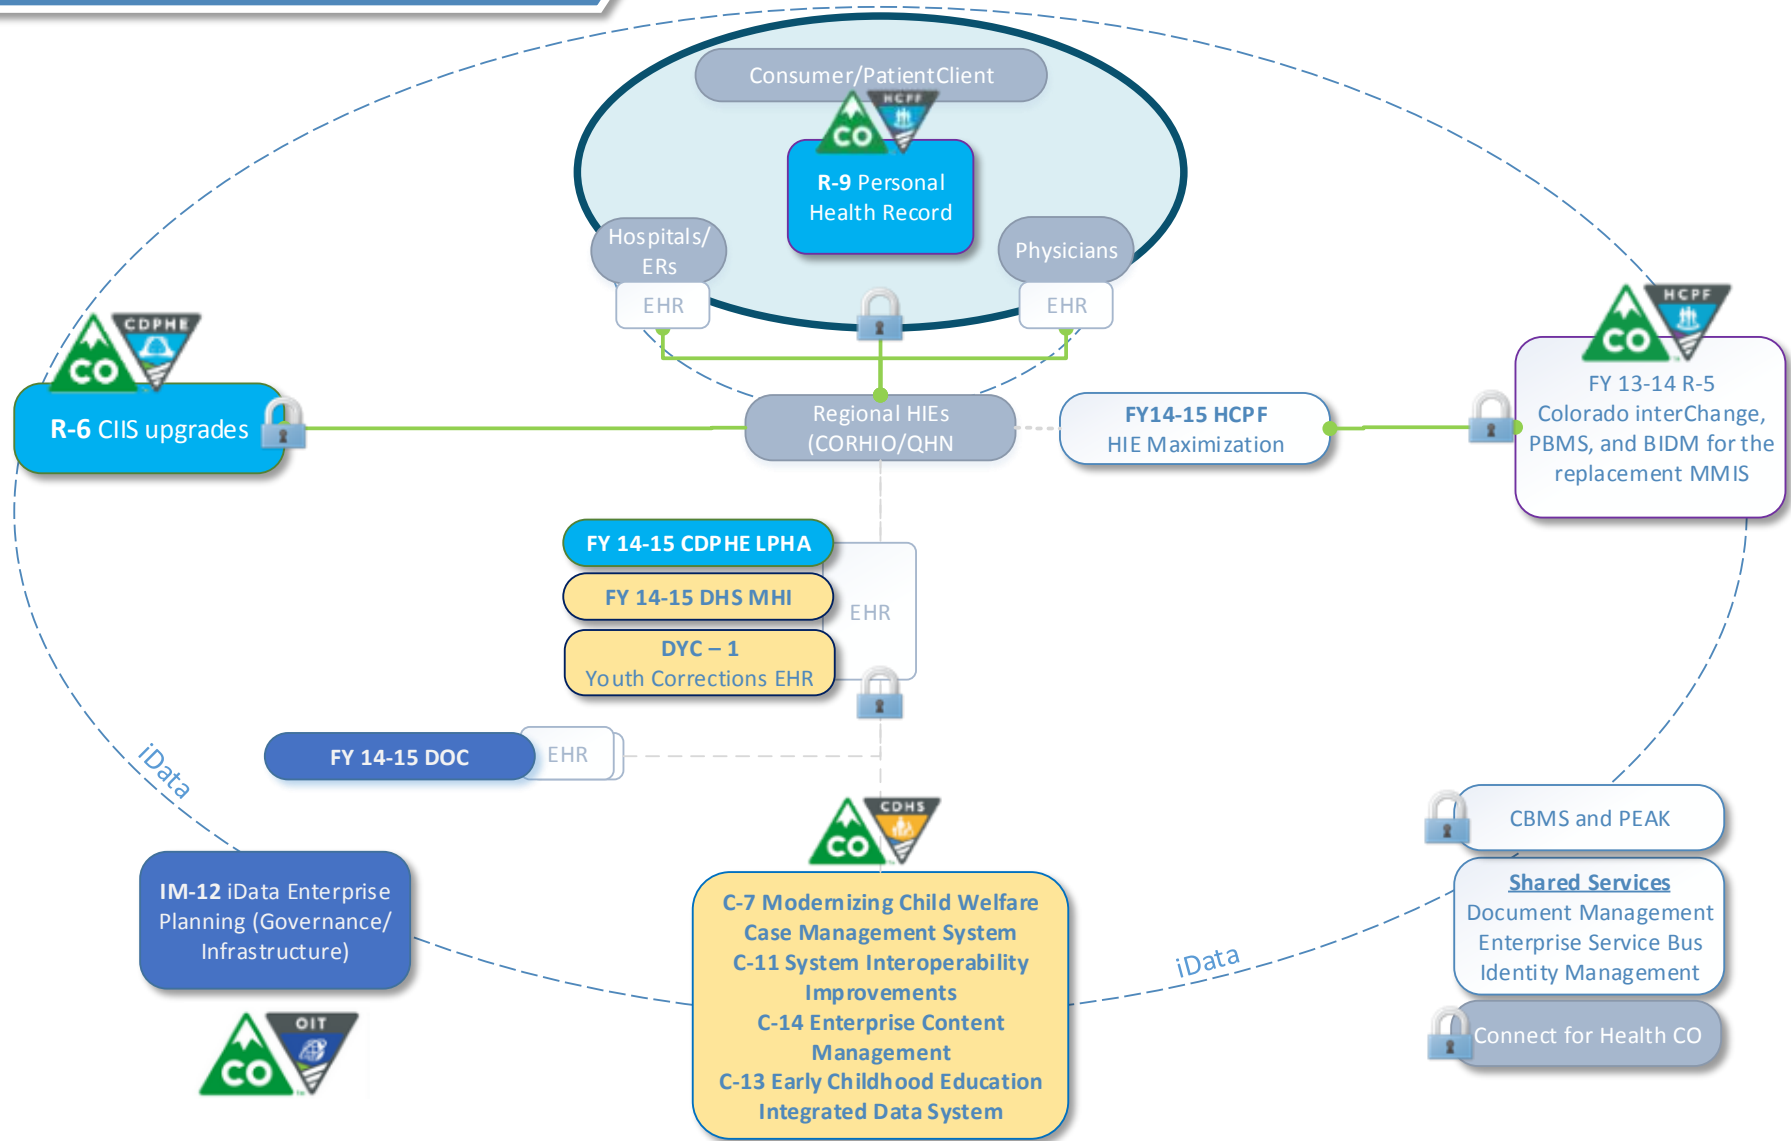 Consumer/PatientClient
HCPF
CO
R-9 Personal
Health Record
Hospitals/
ERs
Physicians
EHR
EHR
CDPHE
CO
HCPF
CO
R-6 CIIS upgrades
Regional HIEs
(CORHIO/QHN
FY14-15 HCPF
HIE Maximization
FY 13-14 R-5
Colorado interChange,
PBMS, and BIDM for the
replacement MMIS
FY 14-15 CDPHE LPHA
FY 14-15 DHS MHI
DYC – 1
Youth Corrections EHR
EHR
FY 14-15 DOC
EHR
iData
CDHS
CO
CBMS and PEAK
Shared Services
Document Management
Enterprise Service Bus
Identity Management
Connect for Health CO
IM-12 iData Enterprise
Planning (Governance/
Infrastructure)
OIT
CO
C-7 Modernizing Child Welfare
Case Management System
C-11 System Interoperability
Improvements
C-14 Enterprise Content
Management
C-13 Early Childhood Education
Integrated Data System
iData